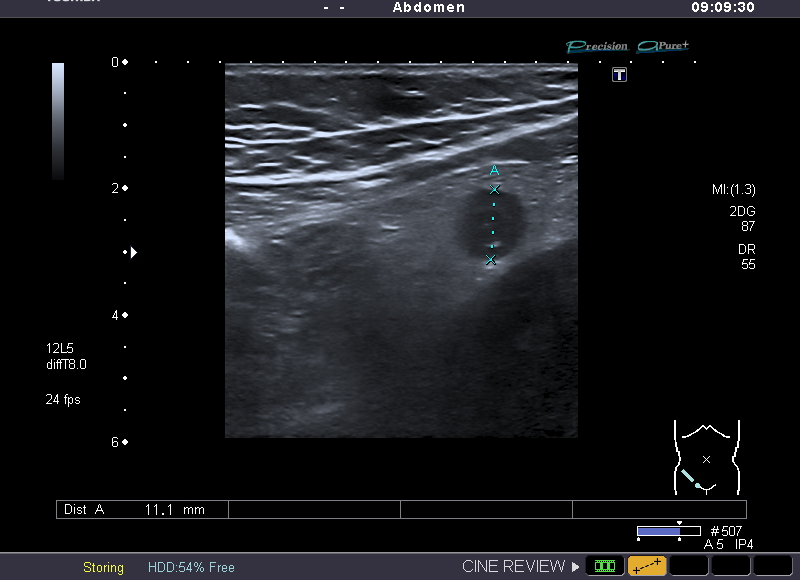 - - Abdomen 09:09:30
Precision APure+
T
0
A
2
MI:(1.3)
2DG
87
DR
55
4
12L5
diffT8.0
24 fps
6
Dist A 11.1 mm
#507
A 5 IP4
Storing HDD:54% Free CINE REVIEW